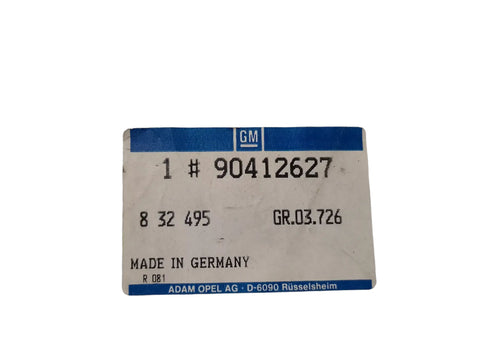 GM
1 # 90412627
8 32 495 GR.03.726
MADE IN GERMANY
R 081
ADAM OPEL AG · D-6090 Rüsselsheim